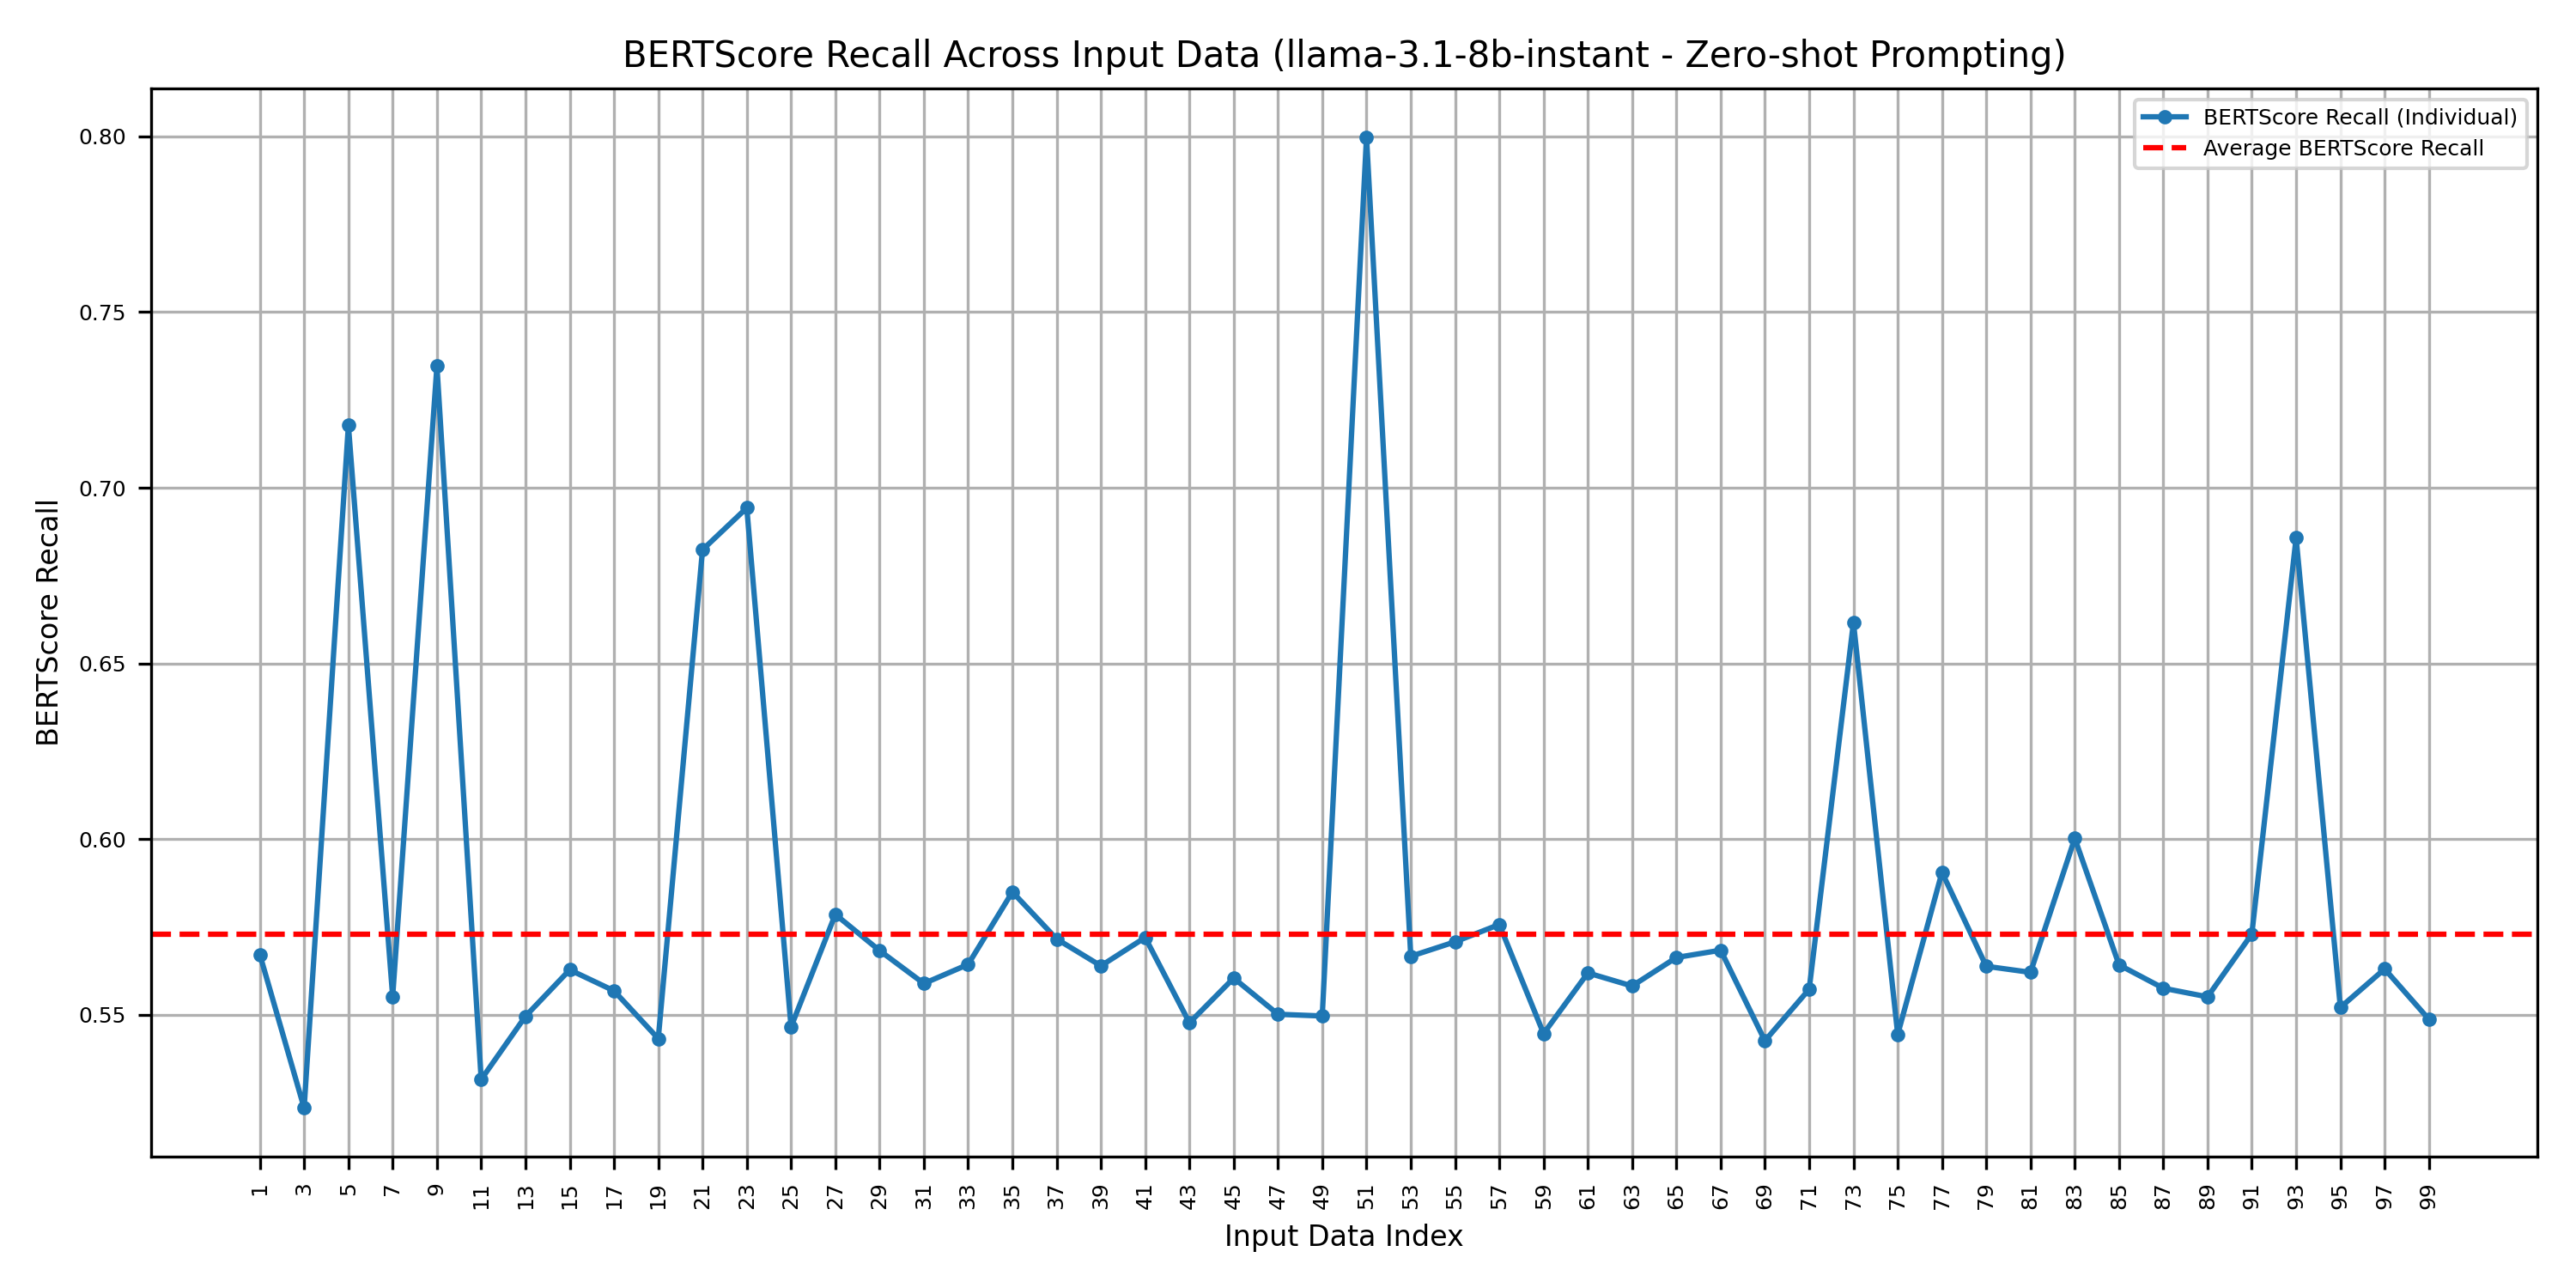 BERTScore Recall Across Input Data (llama-3.1-8b-instant - Zero-shot Prompting)
BERTScore Recall (Individual)
Average BERTScore Recall
BERTScore Recall
0.80
0.75
0.70
0.65
0.60
0.55
1 3 5 7 9 11 13 15 17 19 21 23 25 27 29 31 33 35 37 39 41 43 45 47 49 51 53 55 57 59 61 63 65 67 69 71 73 75 77 79 81 83 85 87 89 91 93 95 97 99
Input Data Index